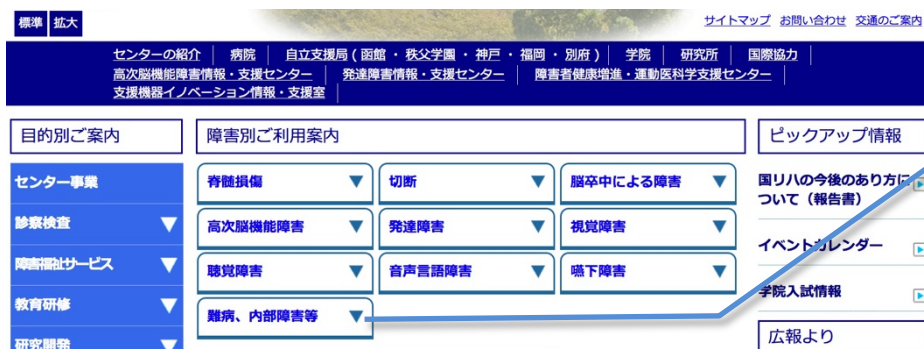 標準 拡大
サイトマップ お問い合わせ 交通のご案内
センターの紹介 | 病院 | 自立支援局 ( 函館 ・ 秩父学園 ・ 神戸 ・ 福岡 ・ 別府 ) | 学院 | 研究所 | 国際協力 |
高次脳機能障害情報・支援センター | 発達障害情報・支援センター | 障害者健康増進・運動医科学支援センター |
支援機器イノベーション情報・支援室 |
目的別ご案内
センター事業
診察検査
障害福祉サービス
教育研修
研究開発
障害別ご利用案内
脊髄損傷 切断 脳卒中による障害
高次脳機能障害 発達障害 視覚障害
聴覚障害 音声言語障害 嚥下障害
難病、内部障害等
ピックアップ情報
国リハの今後のあり方に
ついて（報告書）
イベントカレンダー
学院入試情報
広報より